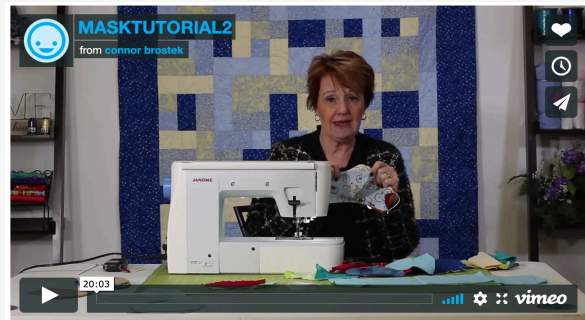 MASKTUTORIAL2
from connor brostek
JANOME
20:03
vimeo